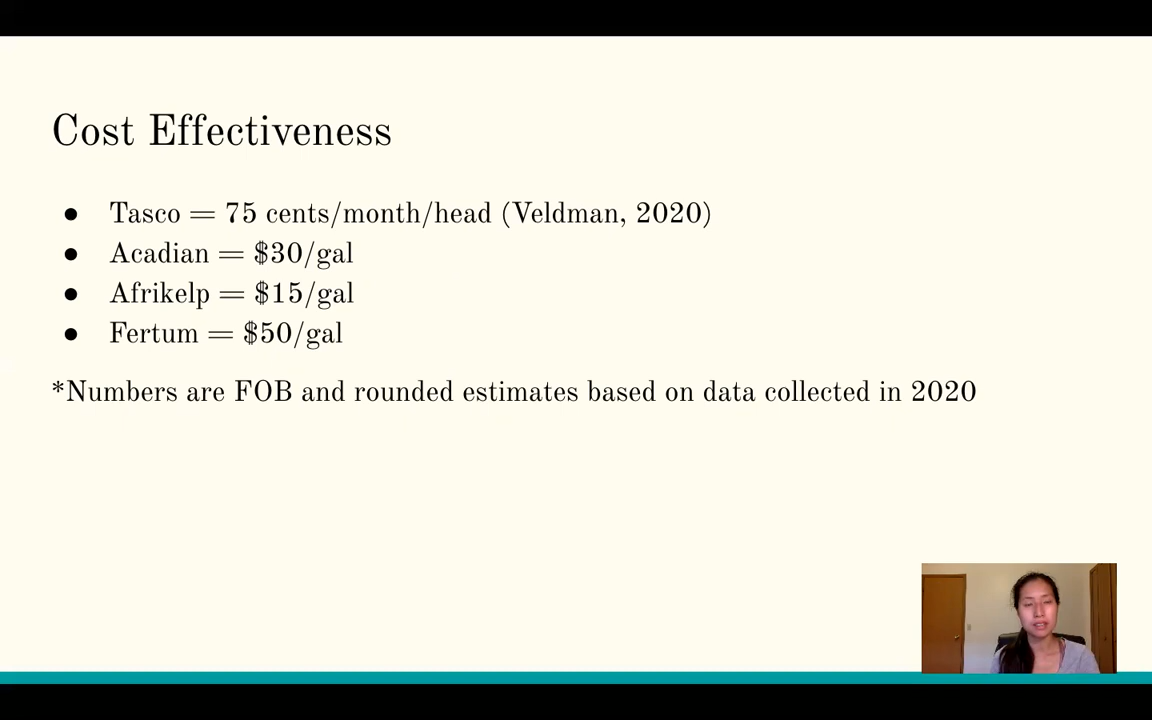 Cost Effectiveness
● Tasco = 75 cents/month/head (Veldman, 2020)
● Acadian = $30/gal
● Afrikelp = $15/gal
● Fertum = $50/gal
*Numbers are FOB and rounded estimates based on data collected in 2020